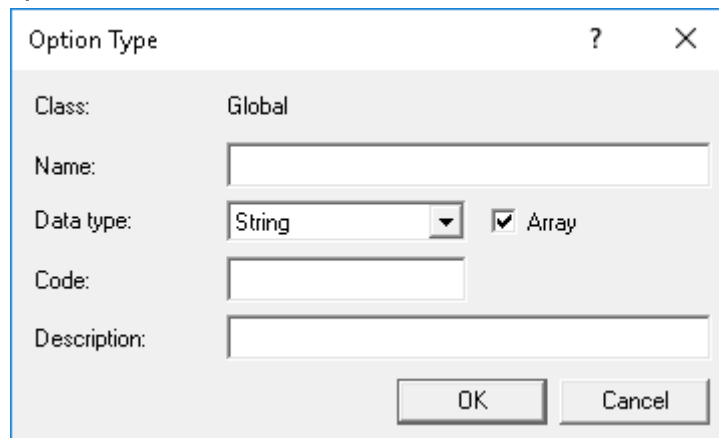 Option Type ?
Class: Global
Name:
Data type: String Array
Code:
Description:
OK Cancel